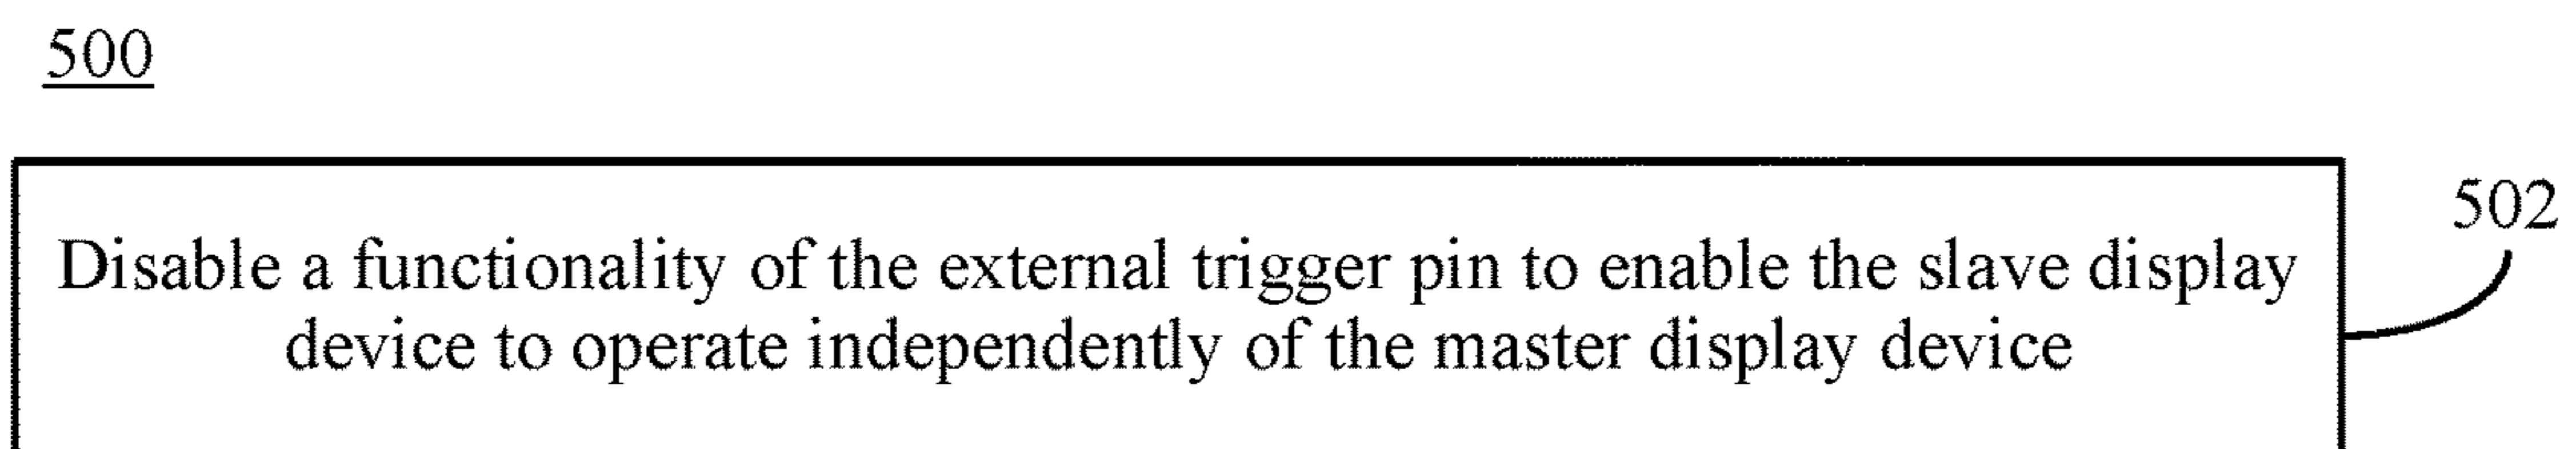 500
502
Disable a functionality of the external trigger pin to enable the slave display
device to operate independently of the master display device